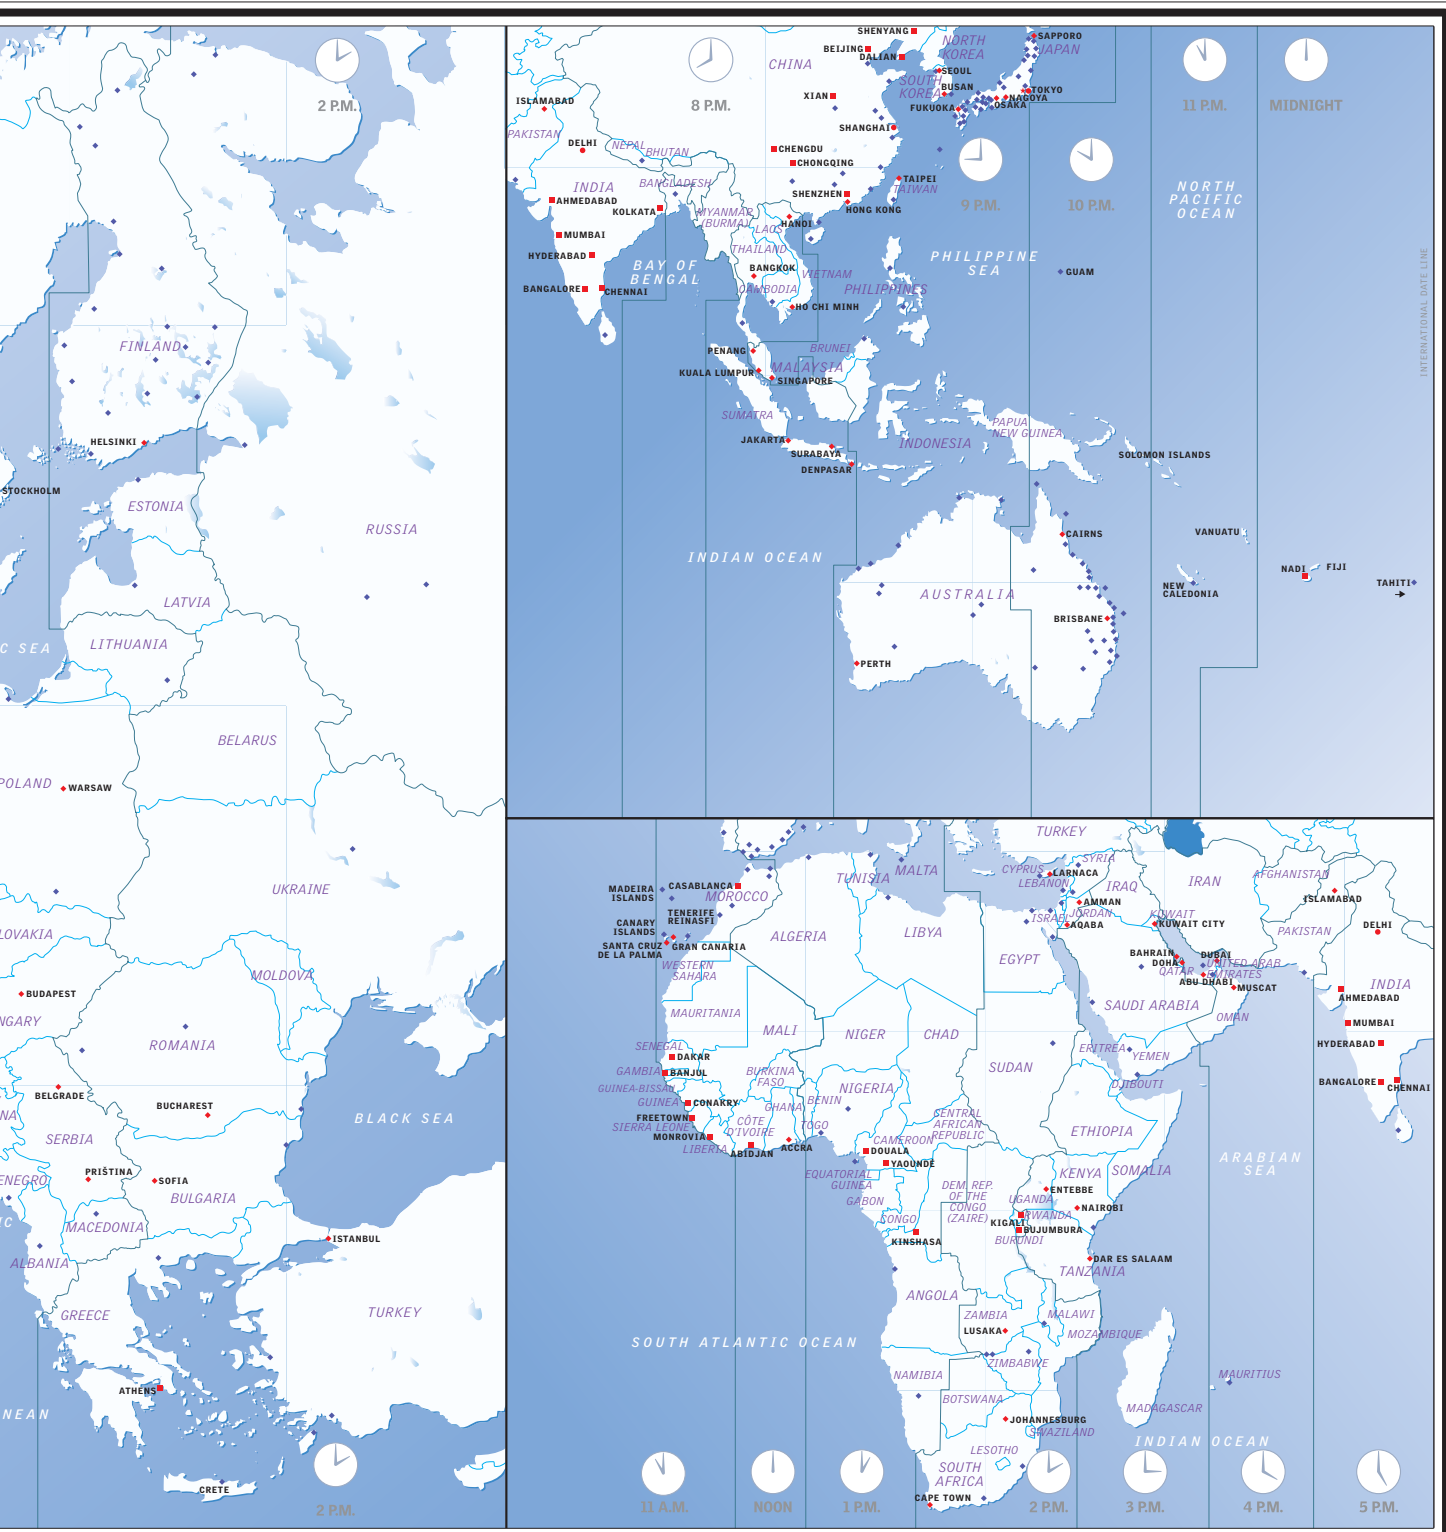 2 P.M.
FINLAND
HELSINKI
STOCKHOLM
ESTONIA
RUSSIA
LATVIA
LITHUANIA
C SEA
BELARUS
POLAND
WARSAW
UKRAINE
LOVAKIA
MOLDOVA
BUDAPEST
NGARY
ROMANIA
BELGRADE
BUCHAREST
NA
BLACK SEA
SERBIA
PRIŠTINA
SOFIA
ENEGRO
BULGARIA
IC
MACEDONIA
ISTANBUL
ALBANIA
GREECE
TURKEY
ATHENS
NEAN
CRETE
2 P.M.
SHENYANG
BEIJING
DALIAN
NORTH
KOREA
SAPPORO
JAPAN
CHINA
SEOUL
SOUTH
KOREA
BUSAN
TOKYO
NAGOYA
OSAKA
FUKUOKA
8 P.M.
11 P.M.
MIDNIGHT
ISLAMABAD
XIAN
PAKISTAN
SHANGHAI
DELHI
NEPAL
BHUTAN
CHENGDU
CHONGQING
BANGLADESH
INDIA
TAIPEI
TAIWAN
SHENZHEN
HONG KONG
9 P.M.
10 P.M.
NORTH
PACIFIC
OCEAN
AHMEDABAD
KOLKATA
MYANMAR
(BURMA)
HANOI
LAOS
MUMBAI
HYDERABAD
THAILAND
BAY OF
BENGAL
BANGKOK
VIETNAM
PHILIPPINE
SEA
GUAM
BANGALORE
CHENNAI
CAMBODIA
PHILIPPINES
HO CHI MINH
INTERNATIONAL DATE LINE
PENANG
BRUNEI
KUALA LUMPUR
MALAYSIA
SINGAPORE
SUMATRA
PAPUA
NEW GUINEA
JAKARTA
INDONESIA
SURABAYA
DENPASAR
SOLOMON ISLANDS
CAIRNS
VANUATU
INDIAN OCEAN
NADI
FIJI
TAHITI
NEW
CALEDONIA
AUSTRALIA
BRISBANE
PERTH
TURKEY
MALTA
TUNISIA
CYPRUS
SYRIA
LARNACA
LEBANON
IRAQ
IRAN
AFGHANISTAN
ISLAMABAD
MADEIRA
ISLANDS
CASABLANCA
MOROCCO
AMMAN
TENERIFE
REINASFI
ISRAEL
JORDAN
AQABA
KUWAIT
KUWAIT CITY
DELHI
CANARY
ISLANDS
PAKISTAN
ALGERIA
LIBYA
EGYPT
SANTA CRUZ
DE LA PALMA
GRAN CANARIA
BAHRAIN
DOHA
DUBAI
UNITED ARAB
EMIRATES
QATAR
ABU DHABI
MUSCAT
WESTERN
SAHARA
INDIA
AHMEDABAD
MAURITANIA
SAUDI ARABIA
OMAN
MUMBAI
MALI
NIGER
CHAD
HYDERABAD
SENEGAL
DAKAR
SUDAN
ERITREA
YEMEN
GAMBIA
BANJUL
BURKINA
FASO
NIGERIA
DJIBOUTI
BANGALORE
CHENNAI
GUINEA-BISSAU
GUINEA
CONAKRY
GHANA
BENIN
FREETOWN
SIERRA LEONE
CÔTE
D'IVOIRE
TOGO
CENTRAL
AFRICAN
REPUBLIC
ETHIOPIA
MONROVIA
LIBERIA
ABIDJAN
ACCRA
CAMEROON
DOUALA
YAOUNDE
ARABIAN
SEA
EQUATORIAL
GUINEA
GABON
KENYA
SOMALIA
DEM. REP.
OF THE
CONGO
(ZAIRE)
ENTEBBE
UGANDA
NAIROBI
CONGO
KIGALI
RWANDA
KINSHASA
BUJUMBURA
BURUNDI
DAR ES SALAAM
TANZANIA
ANGOLA
ZAMBIA
MALAWI
LUSAKA
MOZAMBIQUE
SOUTH ATLANTIC OCEAN
ZIMBABWE
NAMIBIA
MAURITIUS
BOTSWANA
MADAGASCAR
JOHANNESBURG
SWAZILAND
INDIAN OCEAN
LESOTHO
SOUTH
AFRICA
CAPE TOWN
11 A.M.
NOON
1 P.M.
2 P.M.
3 P.M.
4 P.M.
5 P.M.